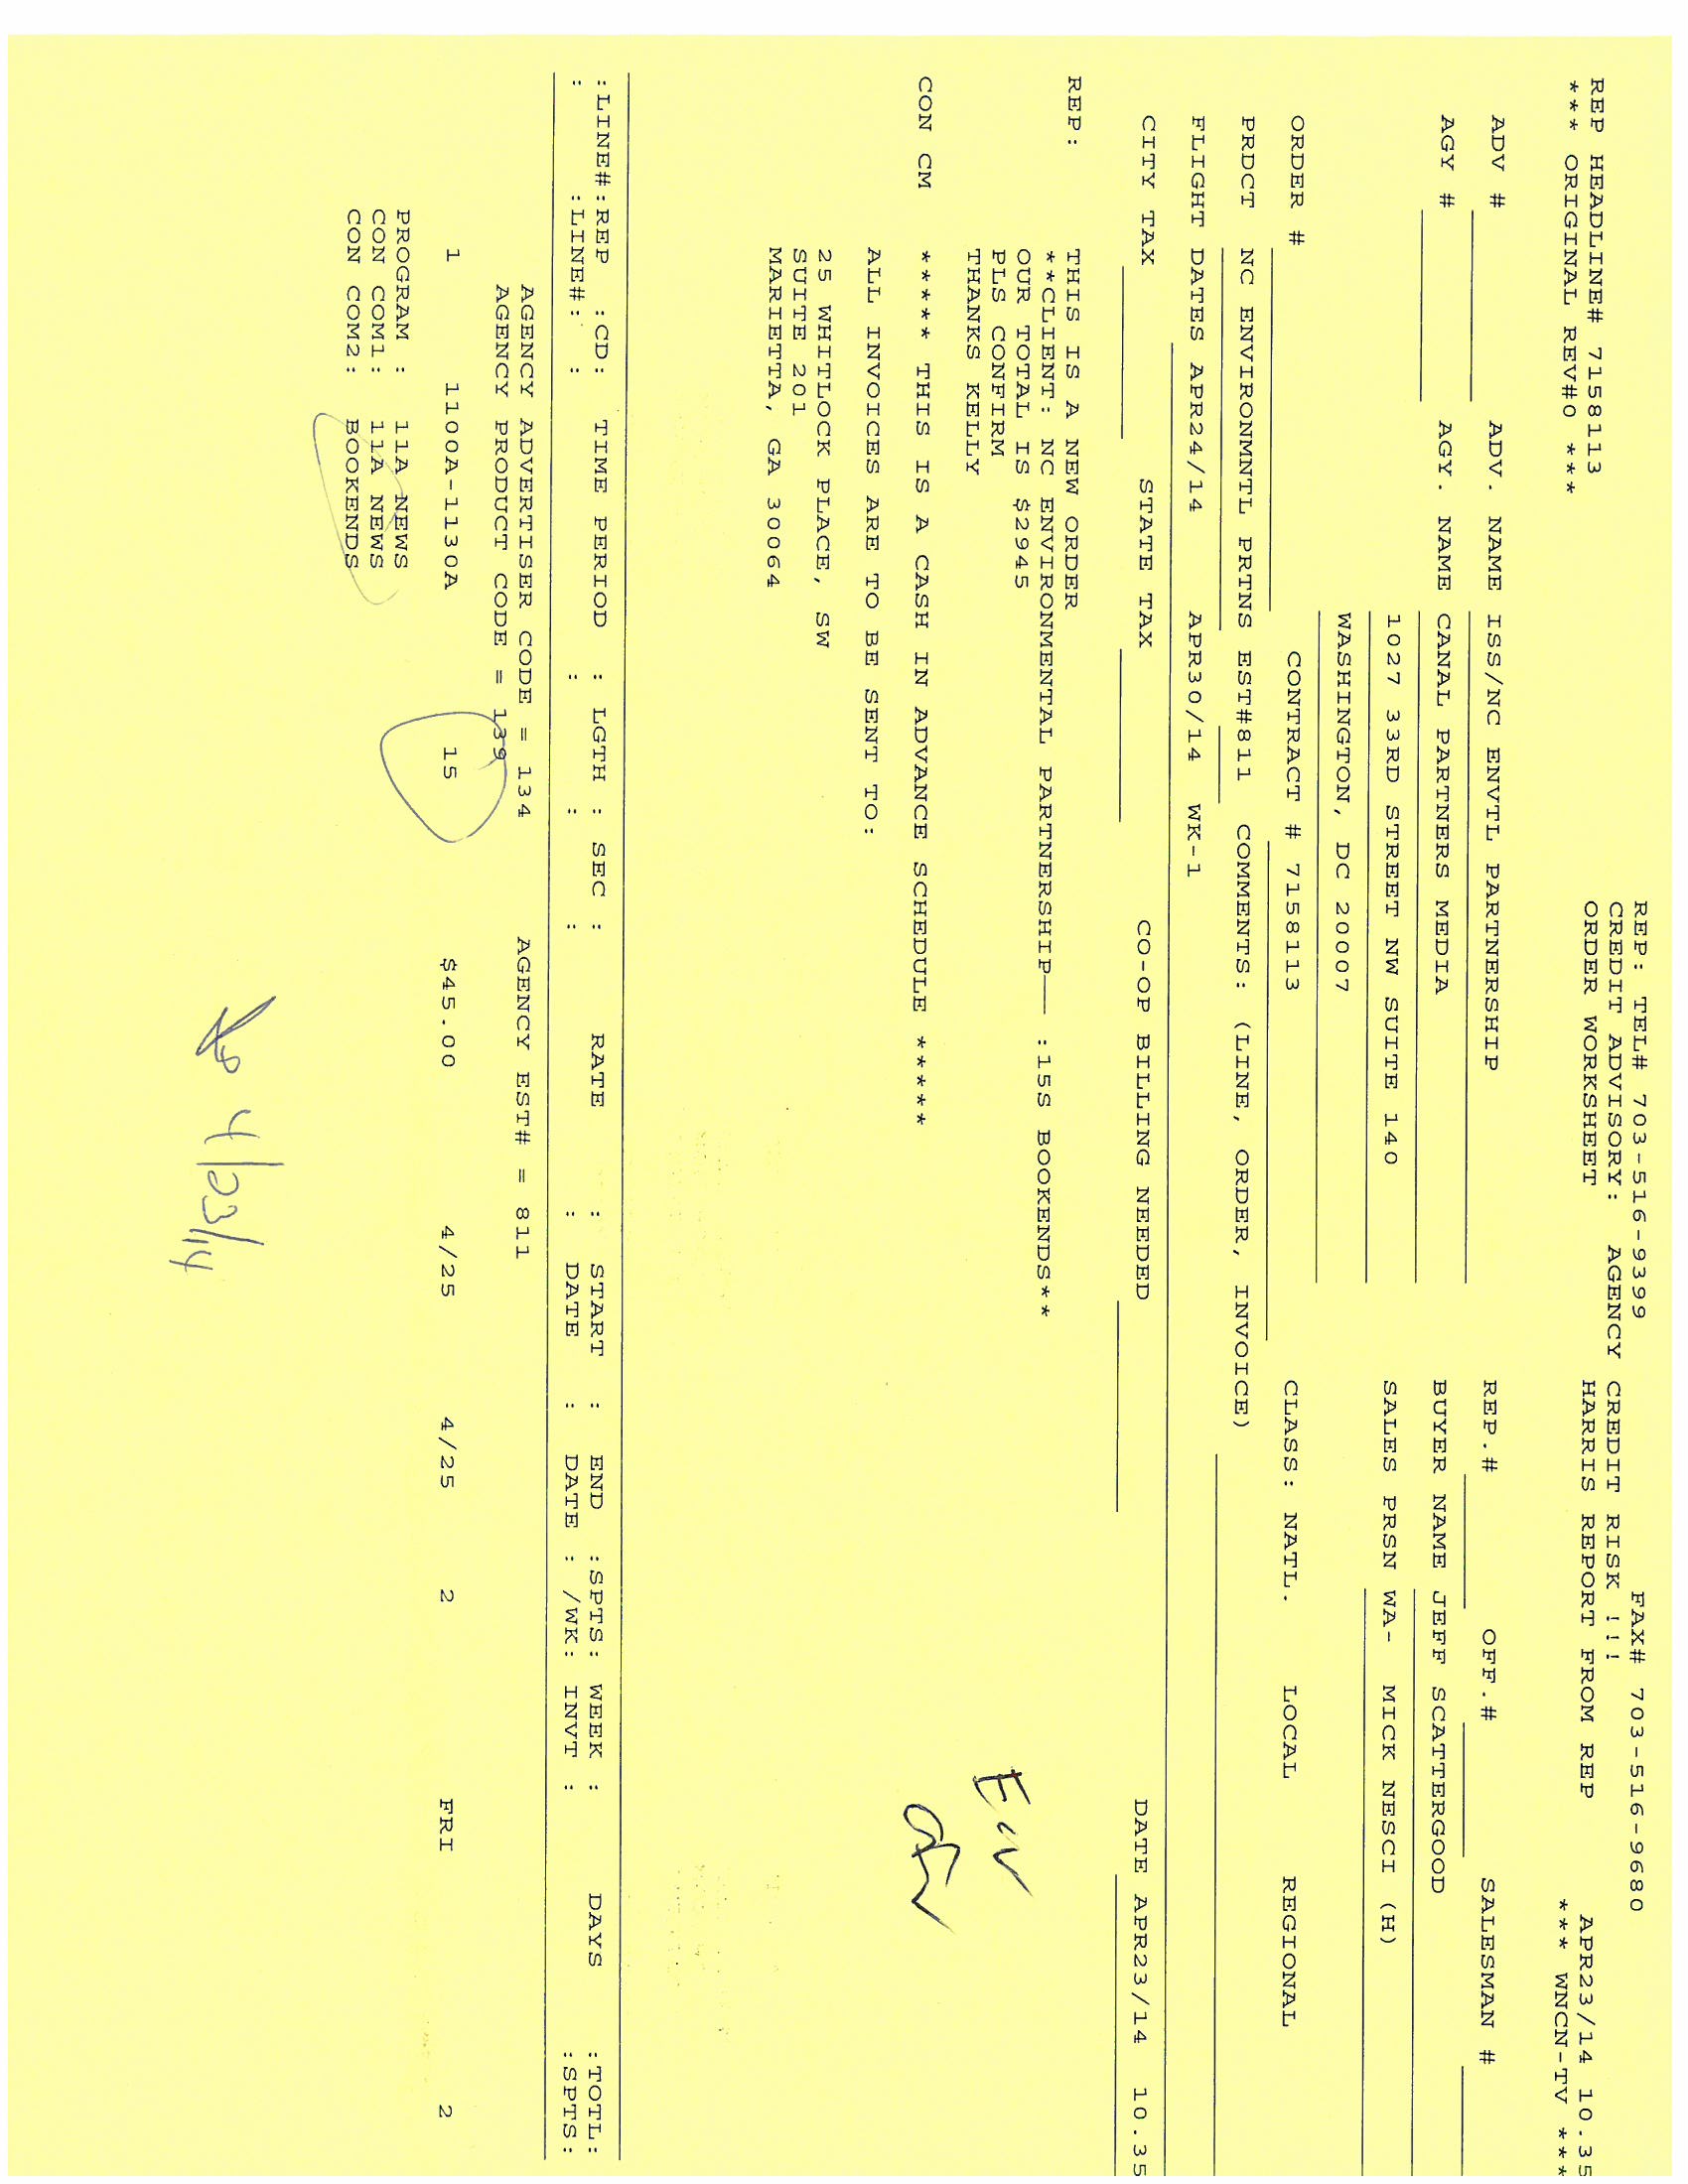 REP: TEL# 703-516-9399 FAX# 703-516-9680
CREDIT ADVISORY: AGENCY CREDIT RISK !!!
REP HEADLINE# 7158113 ORDER WORKSHEET HARRIS REPORT FROM REP APR23/14 10.35
*** ORIGINAL REV#0 *** *** WNCN-TV ***
ADV # ADV. NAME ISS/NC ENVTL PARTNERSHIP REP.# OFF.# SALESMAN #
AGY # AGY. NAME CANAL PARTNERS MEDIA BUYER NAME JEFF SCATTERGOOD
1027 33RD STREET NW SUITE 140 SALES PRSN WA- MICK NESCI (H)
WASHINGTON, DC 20007
ORDER # CONTRACT # 7158113 CLASS: NATL. LOCAL REGIONAL
PRDCT NC ENVIRONMNTL PRTNS EST#811 COMMENTS: (LINE, ORDER, INVOICE)
FLIGHT DATES APR24/14 APR30/14 WK-1
CITY TAX STATE TAX CO-OP BILLING NEEDED DATE APR23/14 10.35
REP: THIS IS A NEW ORDER
**CLIENT: NC ENVIRONMENTAL PARTNERSHIP-- :15S BOOKENDS**
OUR TOTAL IS $2945
PLS CONFIRM
THANKS KELLY
CON CM ***** THIS IS A CASH IN ADVANCE SCHEDULE *****
ALL INVOICES ARE TO BE SENT TO:
25 WHITLOCK PLACE, SW
SUITE 201
MARIETTA, GA 30064
:LINE#:REP :CD: TIME PERIOD : LGTH : SEC : RATE : START : END :SPTS: WEEK : DAYS :TOTL:
: :LINE#: : : : : : DATE : DATE : /WK: INVT : :SPTS:
AGENCY ADVERTISER CODE = 134 AGENCY EST# = 811
AGENCY PRODUCT CODE = 139
1 1100A-1130A 15 $45.00 4/25 4/25 2 FRI 2
PROGRAM : 11A NEWS
CON COM1: 11A NEWS
CON COM2: BOOKENDS
4/23/14